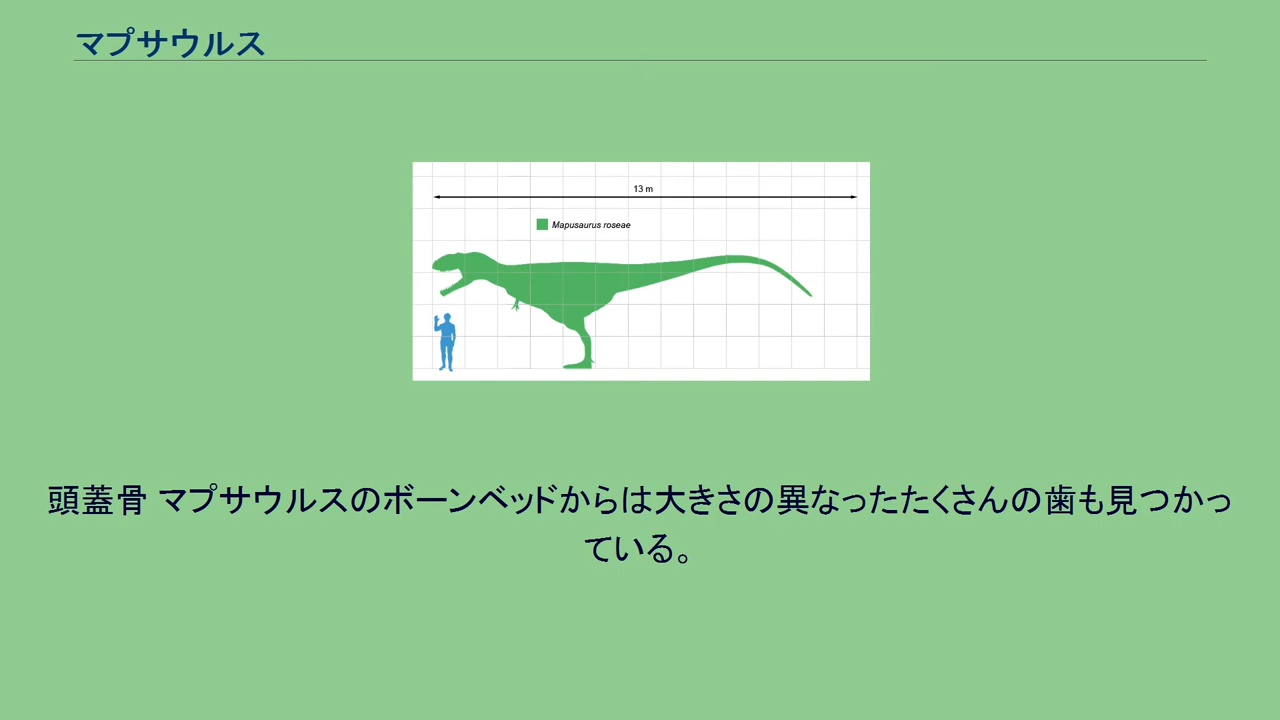 マプサウルス
13 m
Mapusaurus roseae
頭蓋骨 マプサウルスのボーンベッドからは大きさの異なったたくさんの歯も見つかっ
ている。